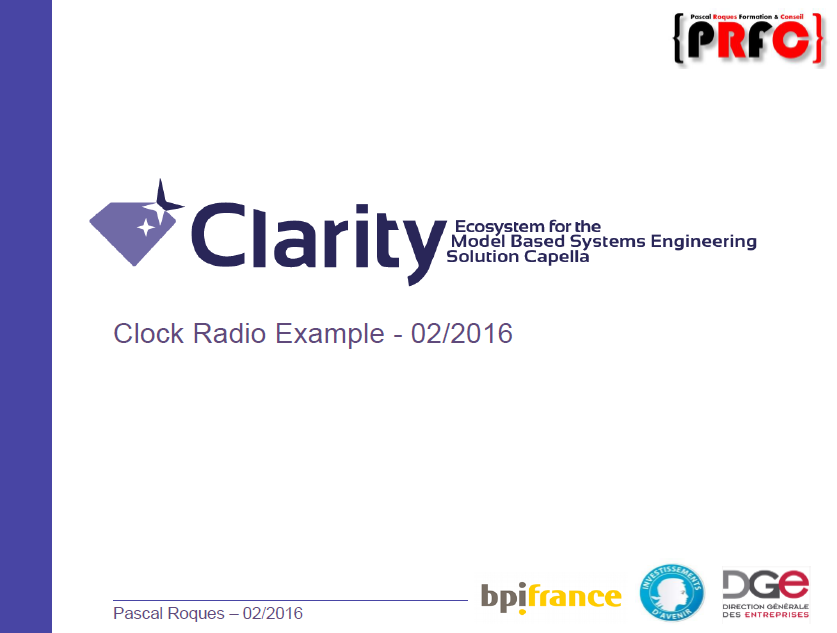 Pascal Roques Formation & Conseil
{PRFC}
Clarity
Ecosystem for the
Model Based Systems Engineering
Solution Capella
Clock Radio Example - 02/2016
Pascal Roques – 02/2016
bpifrance
INVESTISSEMENTS
D'AVENIR
DGE
DIRECTION GÉNÉRALE
DES ENTREPRISES